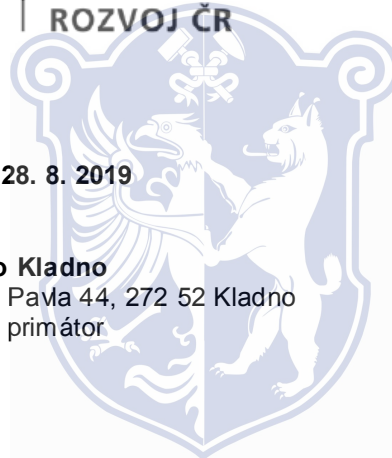 ROZVOJ ČR
28. 8. 2019
o Kladno
Pavla 44, 272 52 Kladno
primátor